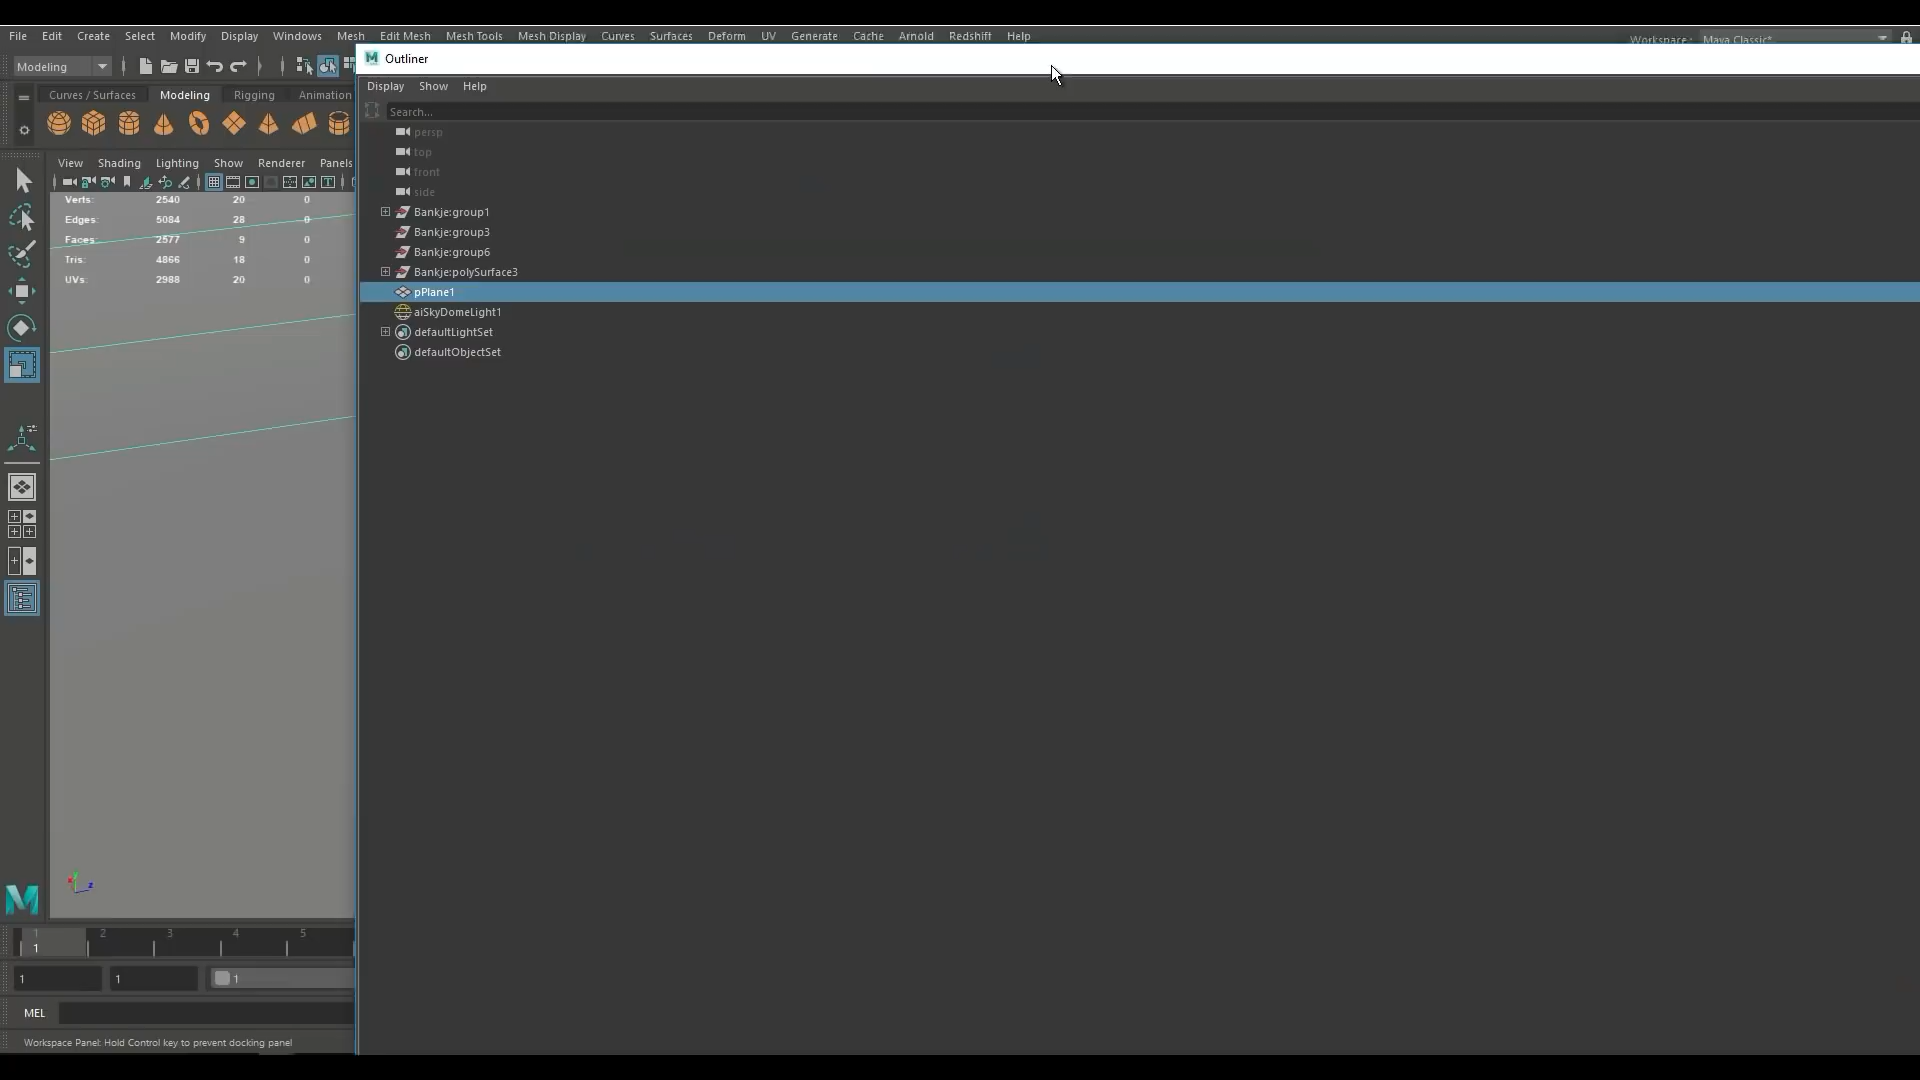 File Edit Create Select Modify Display Windows Mesh Edit Mesh Mesh Tools Mesh Display Curves Surfaces Deform UV Generate Cache Arnold Redshift Help
Workspace: Maya Classic*
Outliner
Modeling
Display Show Help
Curves / Surfaces Modeling Rigging Animation
Search...
persp
top
front
side
Bankje:group1
Bankje:group3
Bankje:group6
Bankje:polySurface3
pPlane1
aiSkyDomeLight1
defaultLightSet
defaultObjectSet
View Shading Lighting Show Renderer Panels
Verts: 2540 20 0
Edges: 5084 28 0
Faces: 2577 9 0
Tris: 4866 18 0
UVs: 2988 20 0
z
1 2 3 4 5
1
1 1 1
MEL
Workspace Panel: Hold Control key to prevent docking panel